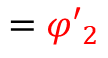 = φ′₂